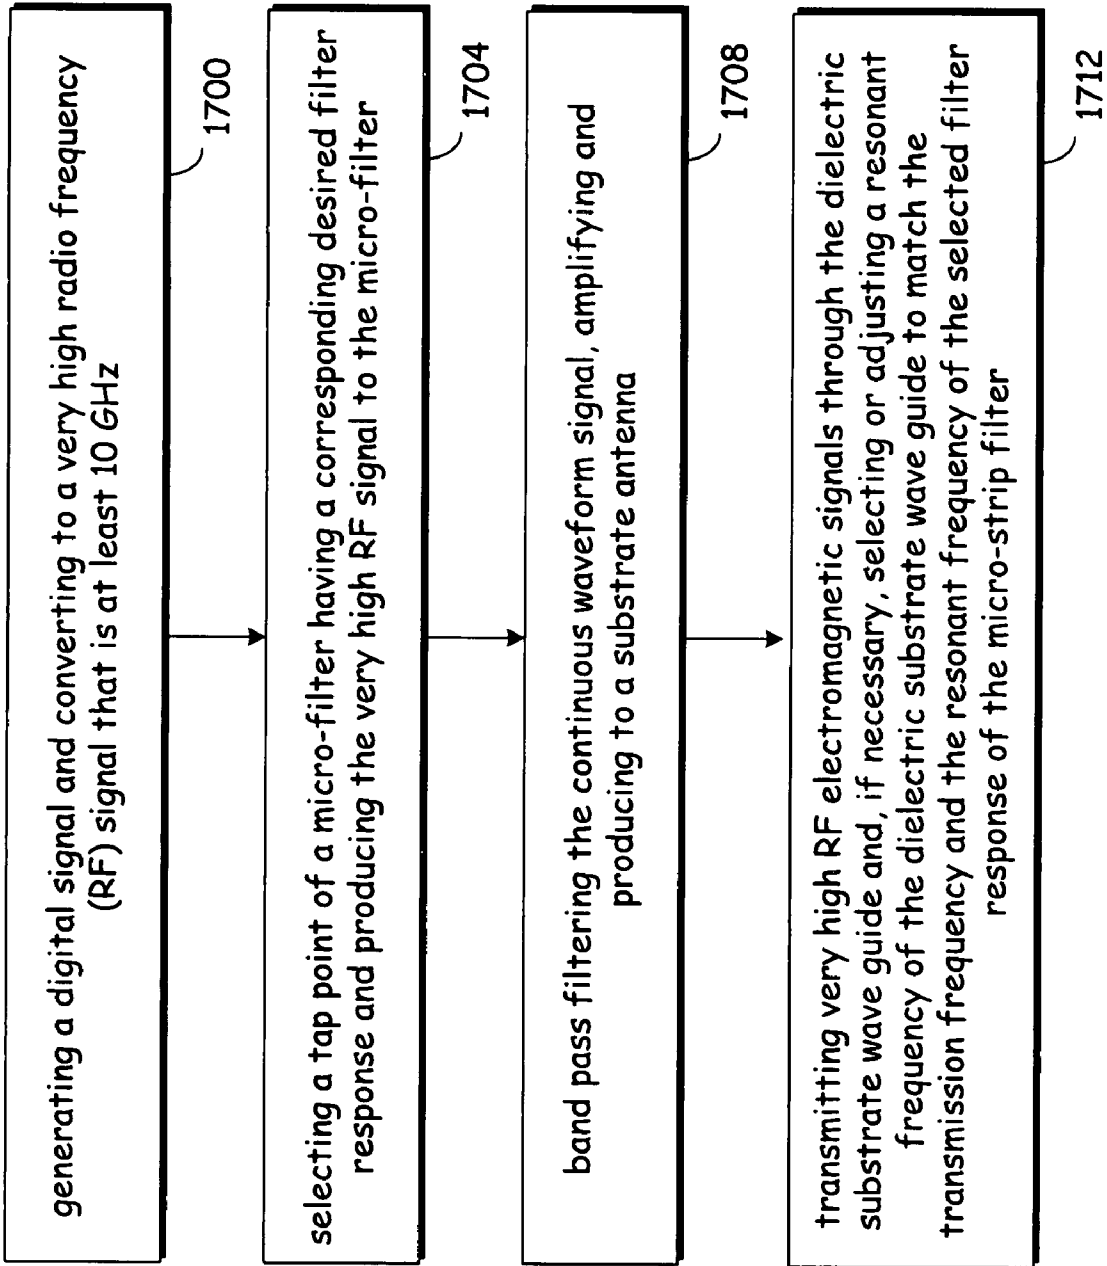 generating a digital signal and converting to a very high radio frequency
(RF) signal that is at least 10 GHz
1700
selecting a tap point of a micro-filter having a corresponding desired filter
response and producing the very high RF signal to the micro-filter
1704
band pass filtering the continuous waveform signal, amplifying and
producing to a substrate antenna
1708
transmitting very high RF electromagnetic signals through the dielectric
substrate wave guide and, if necessary, selecting or adjusting a resonant
frequency of the dielectric substrate wave guide to match the
transmission frequency and the resonant frequency of the selected filter
response of the micro-strip filter
1712